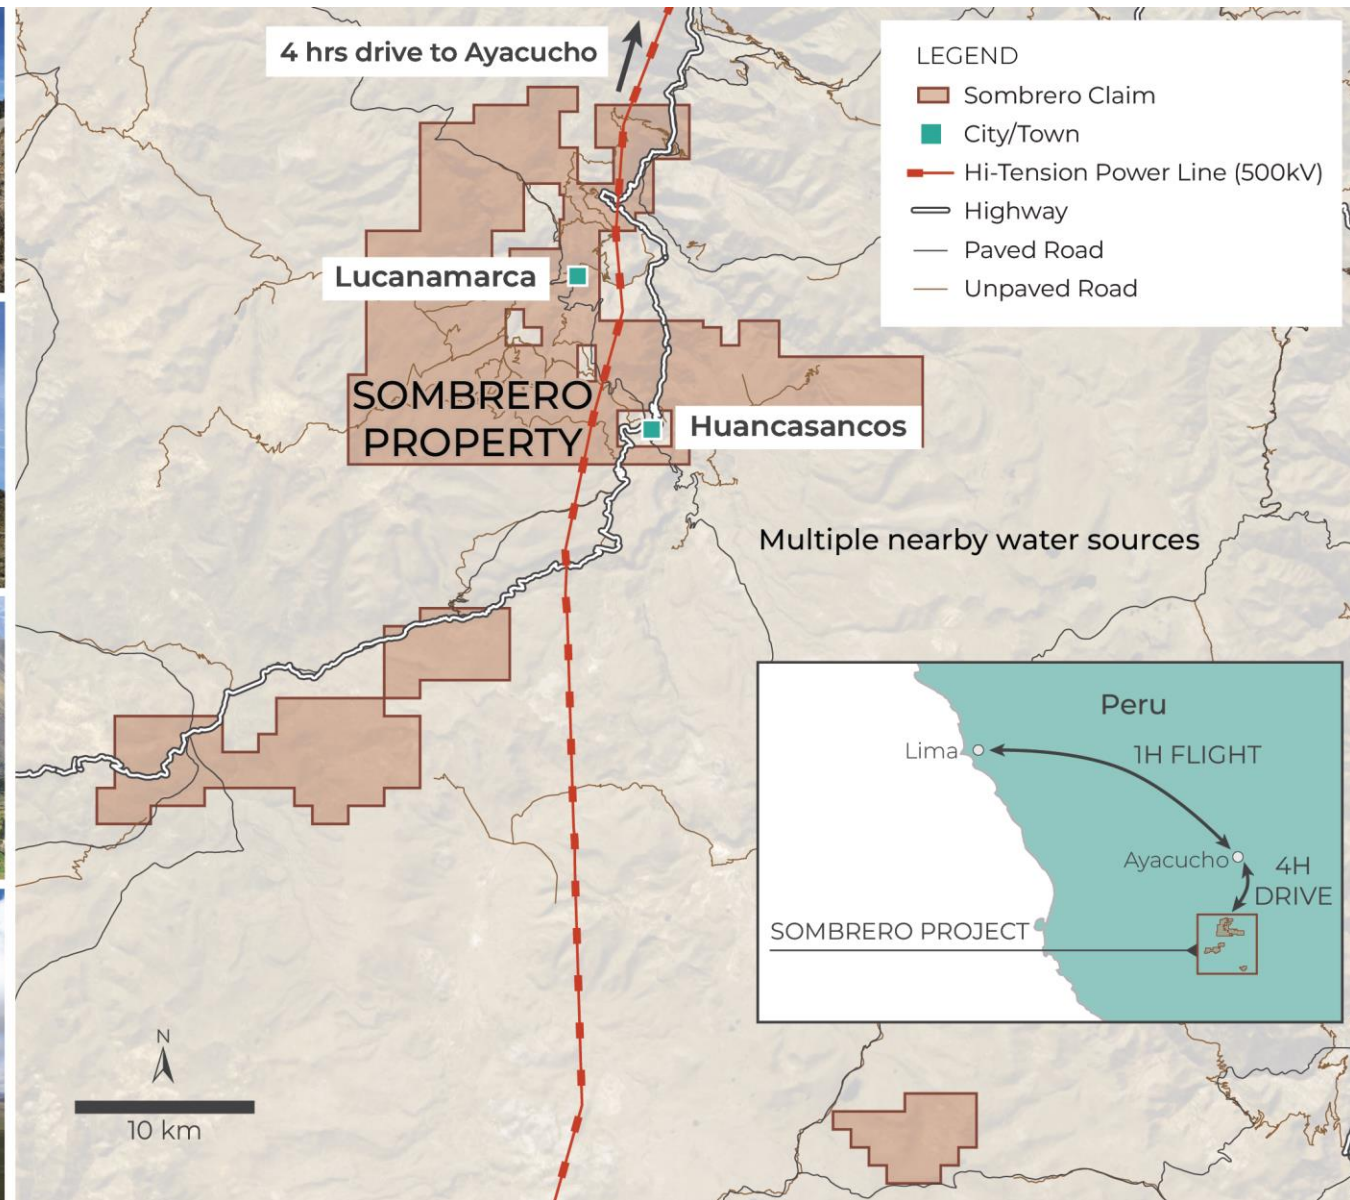 4 hrs drive to Ayacucho
LEGEND
Sombrero Claim
City/Town
Hi-Tension Power Line (500kV)
Highway
Paved Road
Unpaved Road
Lucanamarca
SOMBRERO
PROPERTY
Huancasancos
Multiple nearby water sources
Peru
Lima
1H FLIGHT
Ayacucho
4H
DRIVE
SOMBRERO PROJECT
N
10 km